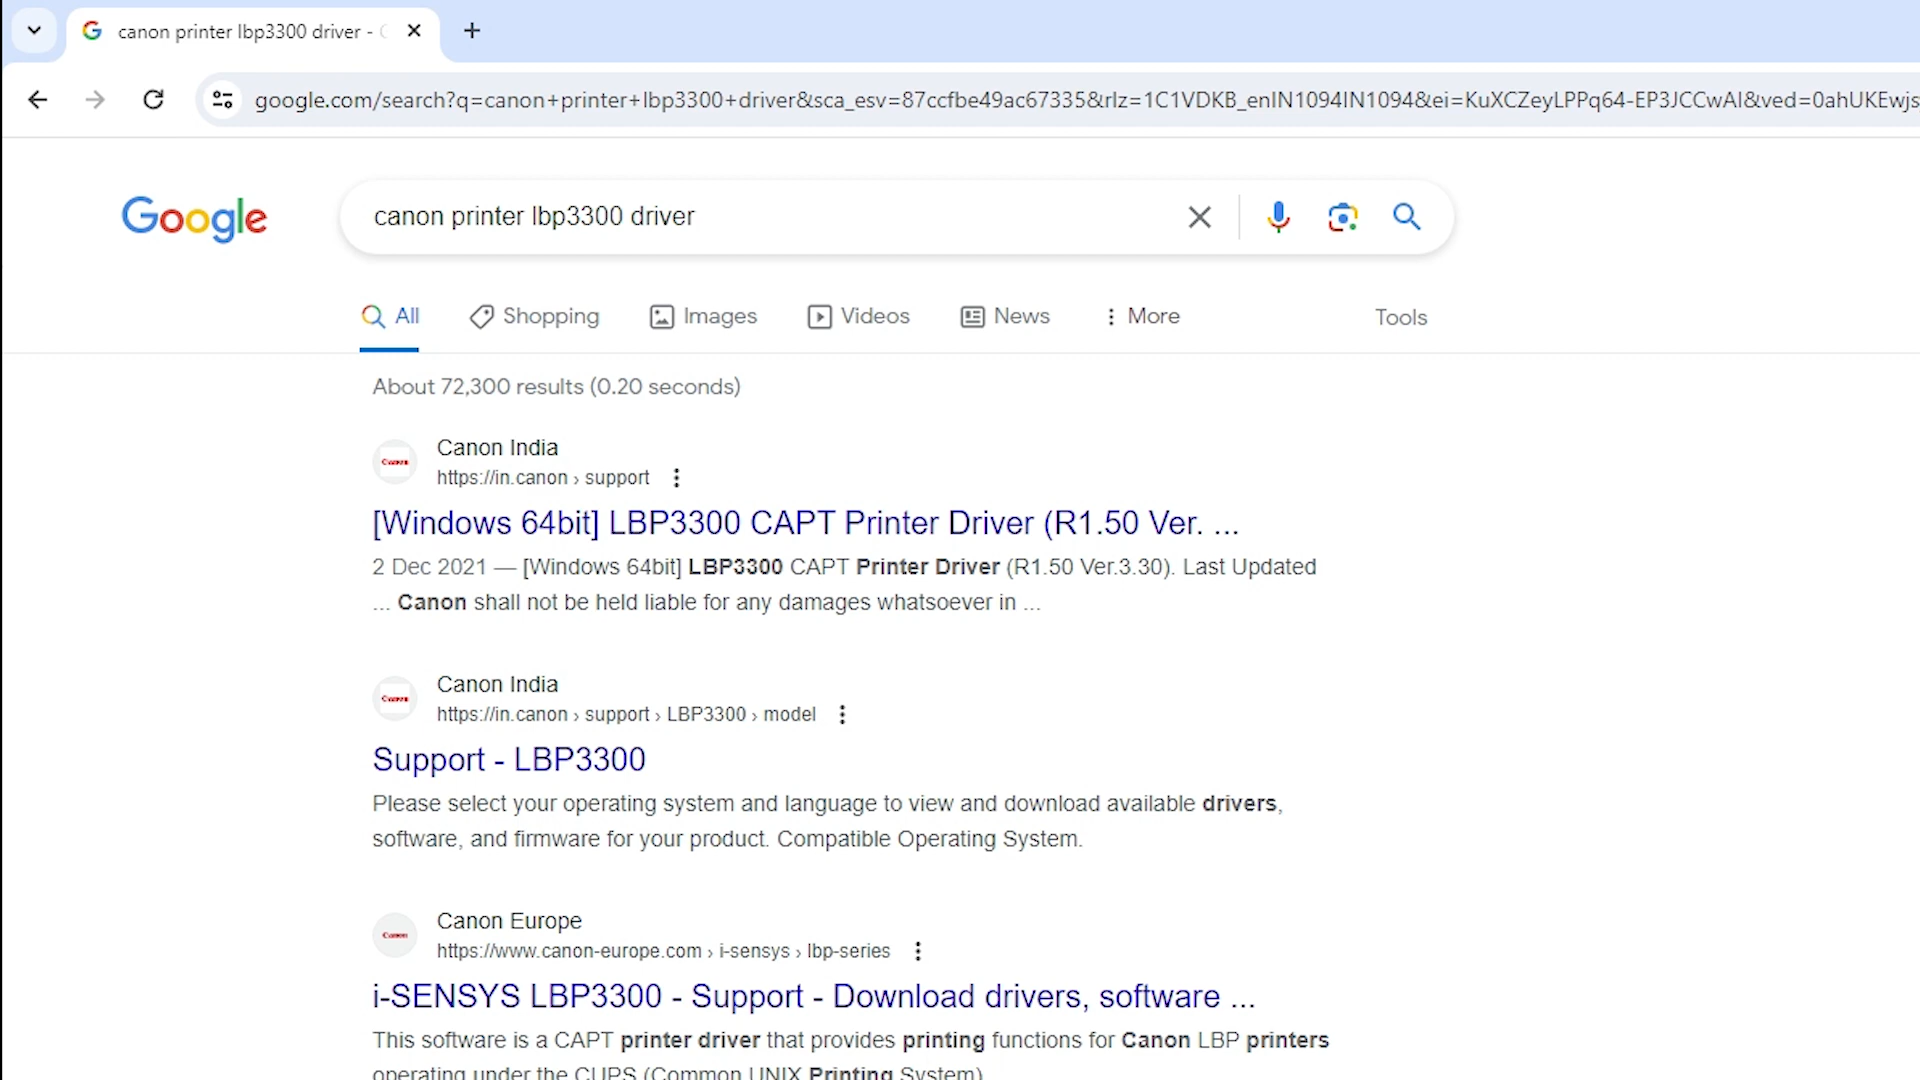 canon printer lbp3300 driver -
google.com/search?q=canon+printer+lbp3300+driver&sca_esv=87ccfbe49ac67335&rlz=1C1VDKB_enIN1094IN1094&ei=KuXCZeyLPPq64-EP3JCCwAI&ved=0ahUKEwjs
Google
canon printer lbp3300 driver
All Shopping Images Videos News More Tools
About 72,300 results (0.20 seconds)
Canon India
Canon
https://in.canon › support
[Windows 64bit] LBP3300 CAPT Printer Driver (R1.50 Ver. ...
2 Dec 2021 — [Windows 64bit] LBP3300 CAPT Printer Driver (R1.50 Ver.3.30). Last Updated
... Canon shall not be held liable for any damages whatsoever in ...
Canon India
Canon
https://in.canon › support › LBP3300 › model
Support - LBP3300
Please select your operating system and language to view and download available drivers,
software, and firmware for your product. Compatible Operating System.
Canon Europe
Canon
https://www.canon-europe.com › i-sensys › lbp-series
i-SENSYS LBP3300 - Support - Download drivers, software ...
This software is a CAPT printer driver that provides printing functions for Canon LBP printers
operating under the CUPS (Common UNIX Printing System)